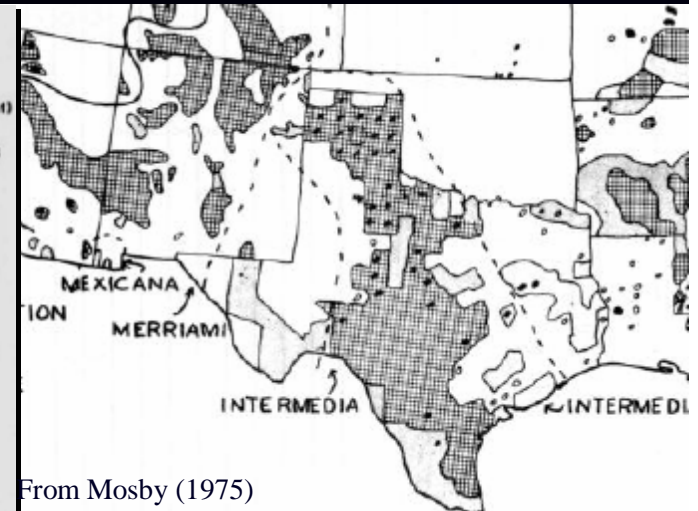 MEXICANA
TION
MERRIAMI
INTERMEDIA
INTERMEDI
From Mosby (1975)